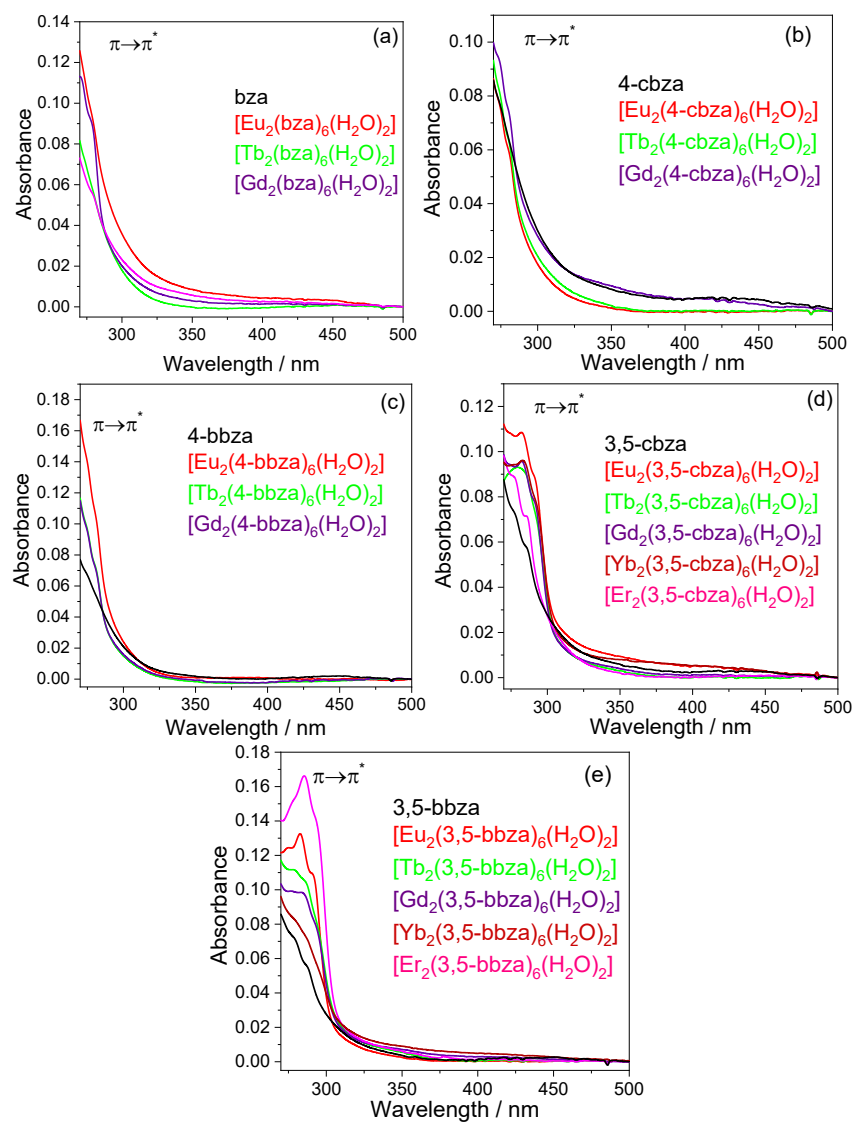 (a)
π→π*
bza
[Eu₂(bza)₆(H₂O)₂]
[Tb₂(bza)₆(H₂O)₂]
[Gd₂(bza)₆(H₂O)₂]
Absorbance
0.15
0.14
0.12
0.10
0.08
0.06
0.04
0.02
0.00
300
350
400
450
500
Wavelength / nm
(b)
π→π*
4-cbza
[Eu₂(4-cbza)₆(H₂O)₂]
[Tb₂(4-cbza)₆(H₂O)₂]
[Gd₂(4-cbza)₆(H₂O)₂]
Absorbance
0.10
0.08
0.06
0.04
0.02
0.00
300
350
400
450
500
Wavelength / nm
(c)
π→π*
4-bbza
[Eu₂(4-bbza)₆(H₂O)₂]
[Tb₂(4-bbza)₆(H₂O)₂]
[Gd₂(4-bbza)₆(H₂O)₂]
Absorbance
0.18
0.16
0.14
0.12
0.10
0.08
0.06
0.04
0.02
0.00
300
350
400
450
500
Wavelength / nm
(d)
π→π*
3,5-cbza
[Eu₂(3,5-cbza)₆(H₂O)₂]
[Tb₂(3,5-cbza)₆(H₂O)₂]
[Gd₂(3,5-cbza)₆(H₂O)₂]
[Yb₂(3,5-cbza)₆(H₂O)₂]
[Er₂(3,5-cbza)₆(H₂O)₂]
Absorbance
0.12
0.10
0.08
0.06
0.04
0.02
0.00
300
350
400
450
500
Wavelength / nm
(e)
π→π*
3,5-bbza
[Eu₂(3,5-bbza)₆(H₂O)₂]
[Tb₂(3,5-bbza)₆(H₂O)₂]
[Gd₂(3,5-bbza)₆(H₂O)₂]
[Yb₂(3,5-bbza)₆(H₂O)₂]
[Er₂(3,5-bbza)₆(H₂O)₂]
Absorbance
0.18
0.16
0.14
0.12
0.10
0.08
0.06
0.04
0.02
0.00
300
350
400
450
500
Wavelength / nm